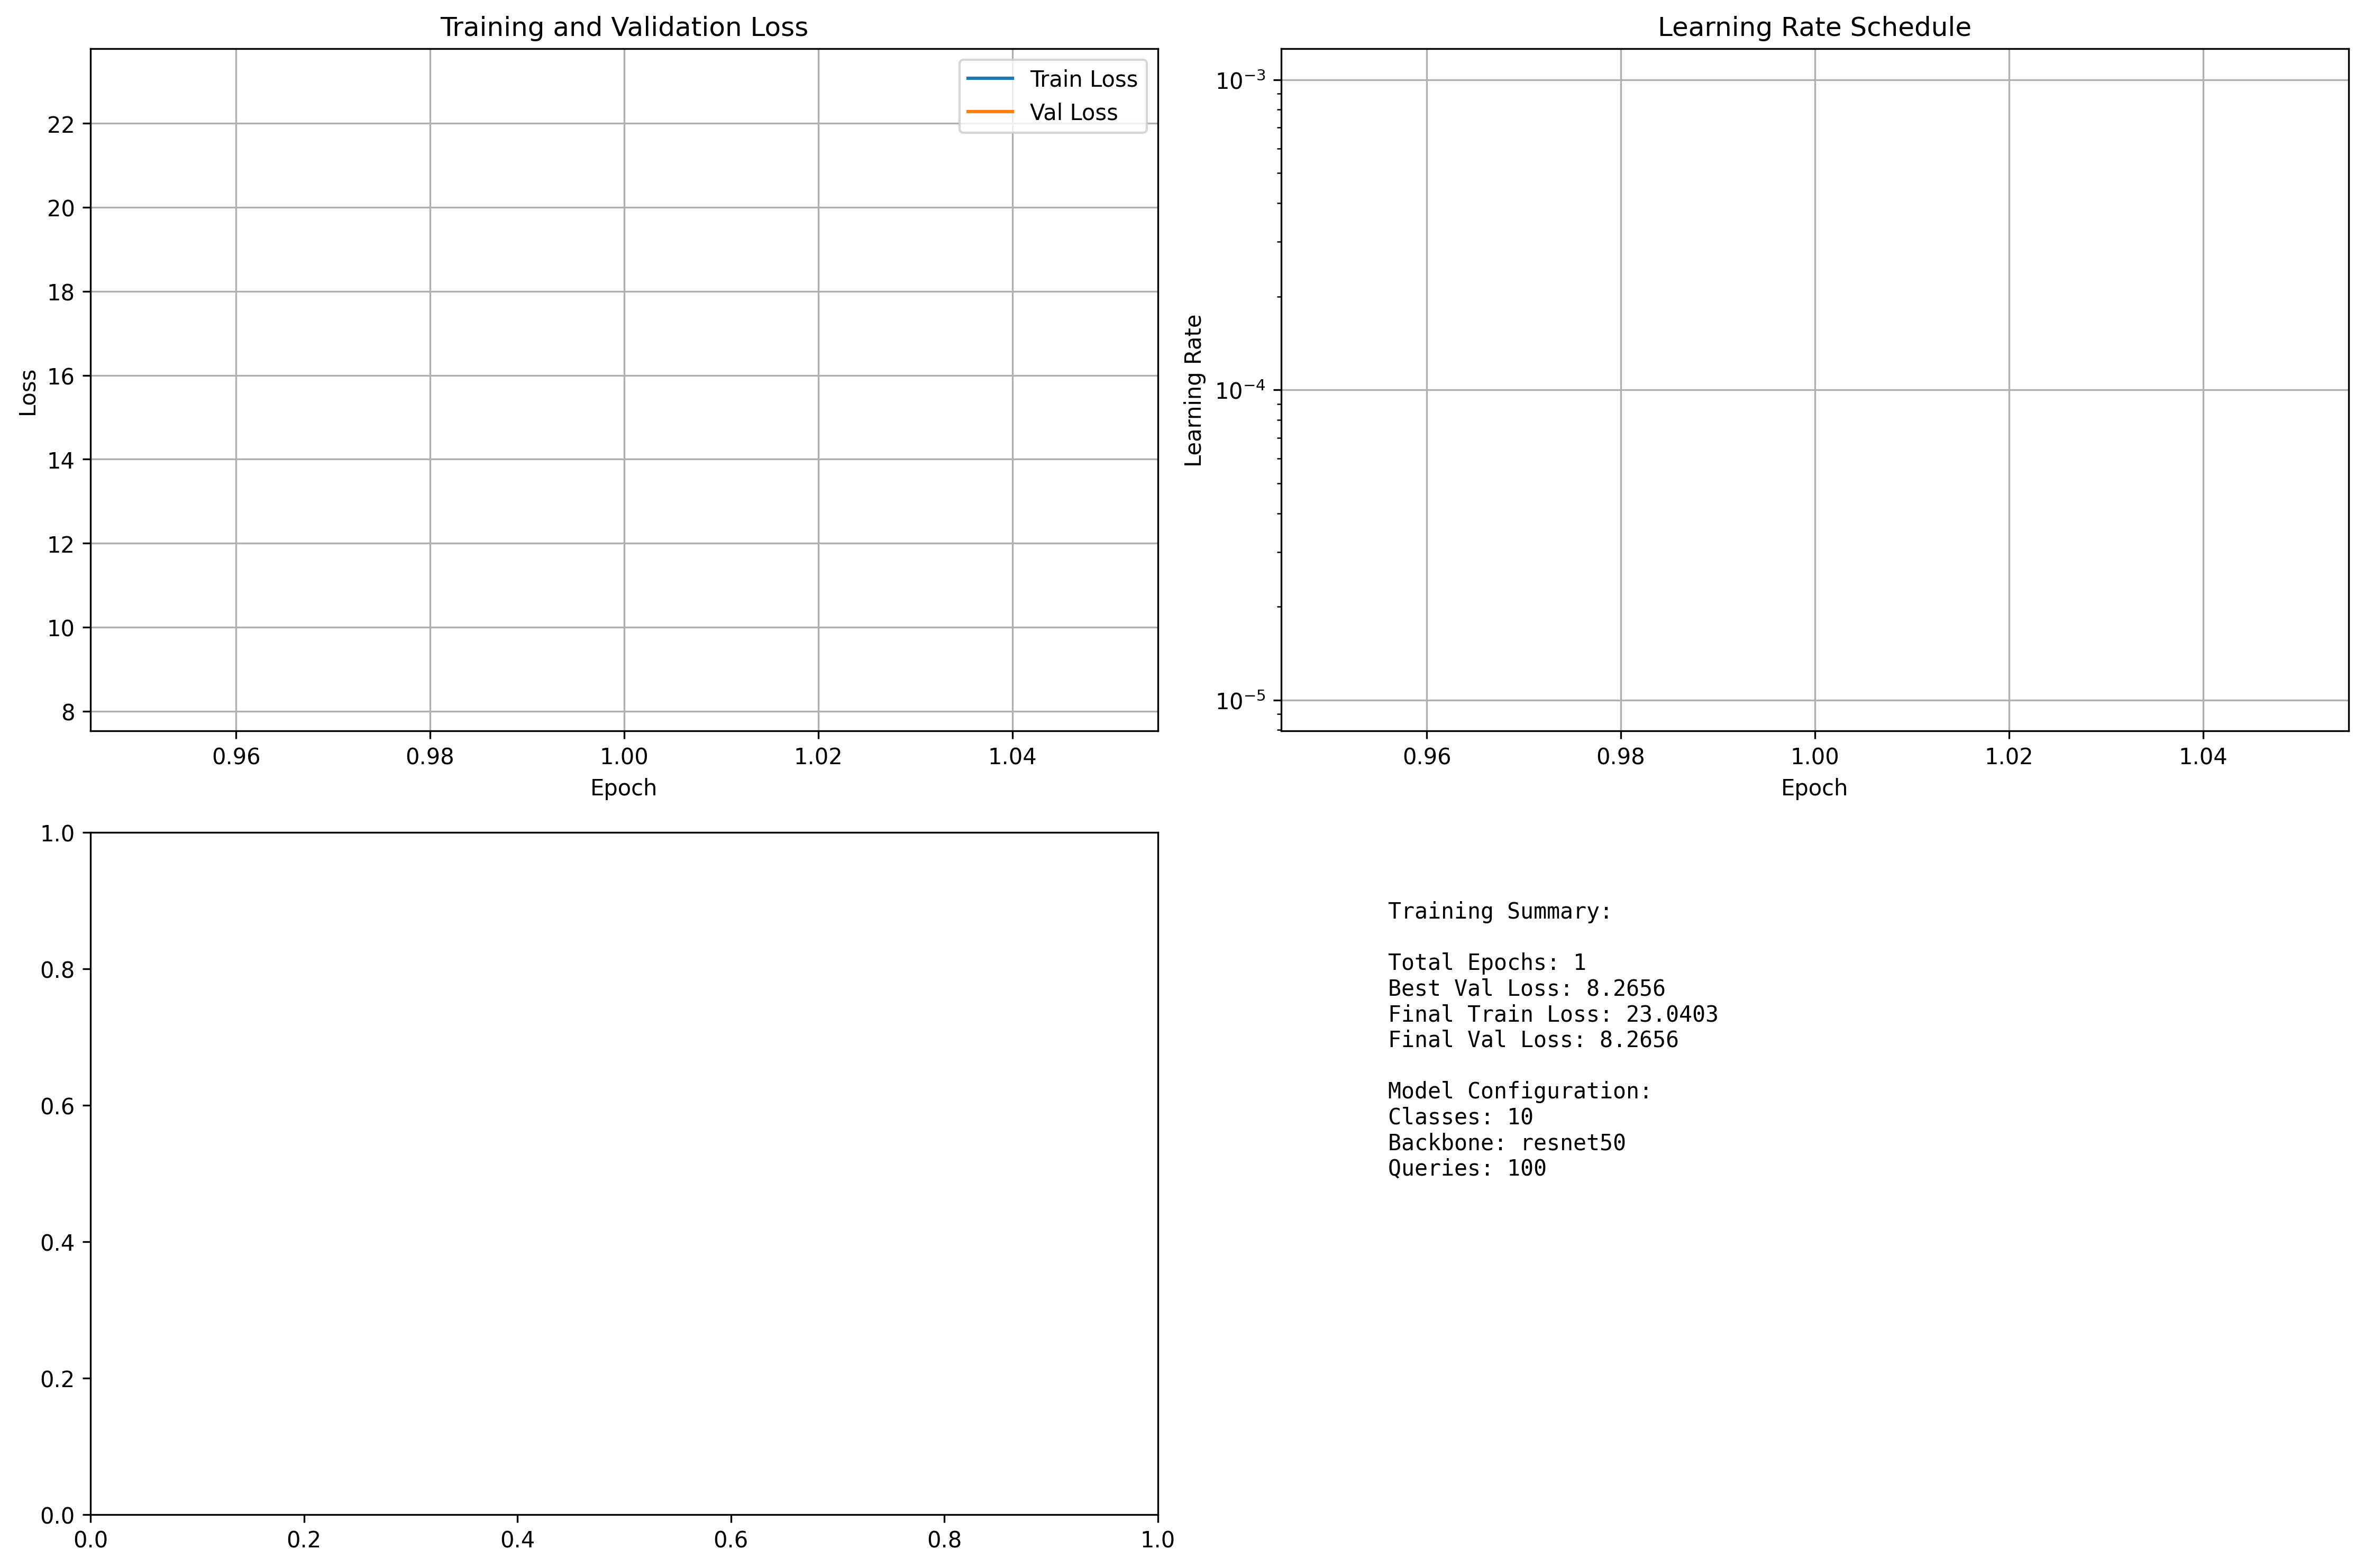 Training and Validation Loss
Train Loss
Val Loss
22
20
18
16
14
12
10
8
Loss
0.96 0.98 1.00 1.02 1.04
Epoch
Learning Rate Schedule
10⁻³
10⁻⁴
10⁻⁵
Learning Rate
0.96 0.98 1.00 1.02 1.04
Epoch
1.0
0.8
0.6
0.4
0.2
0.0
0.0 0.2 0.4 0.6 0.8 1.0
Training Summary:
Total Epochs: 1
Best Val Loss: 8.2656
Final Train Loss: 23.0403
Final Val Loss: 8.2656
Model Configuration:
Classes: 10
Backbone: resnet50
Queries: 100